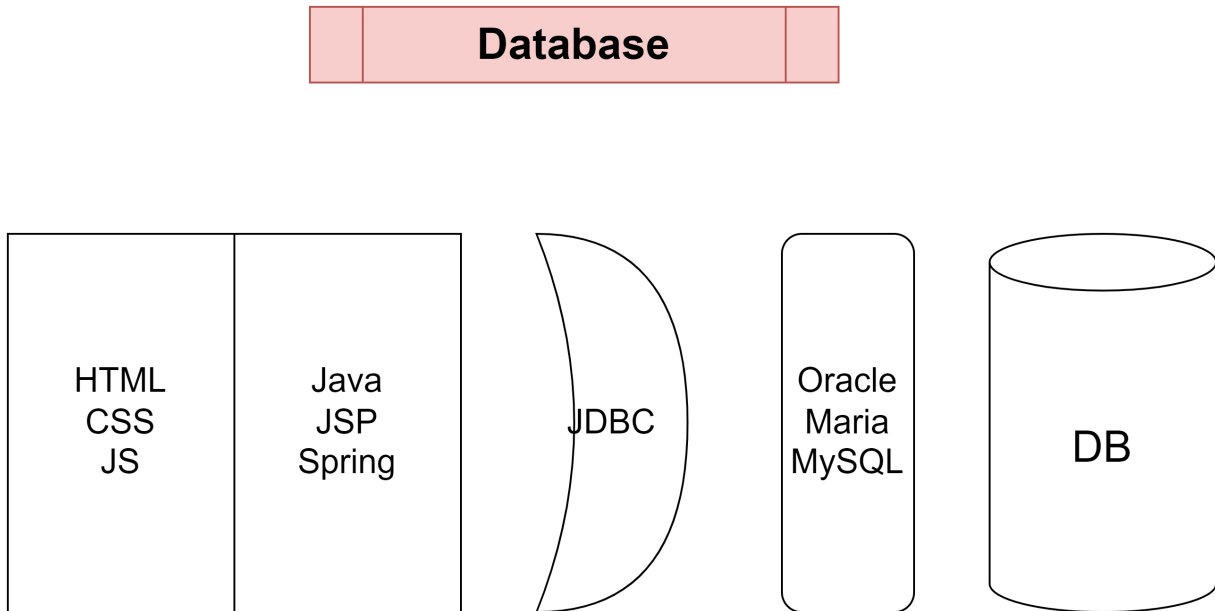 Database
HTML
CSS
JS
Java
JSP
Spring
JDBC
Oracle
Maria
MySQL
DB